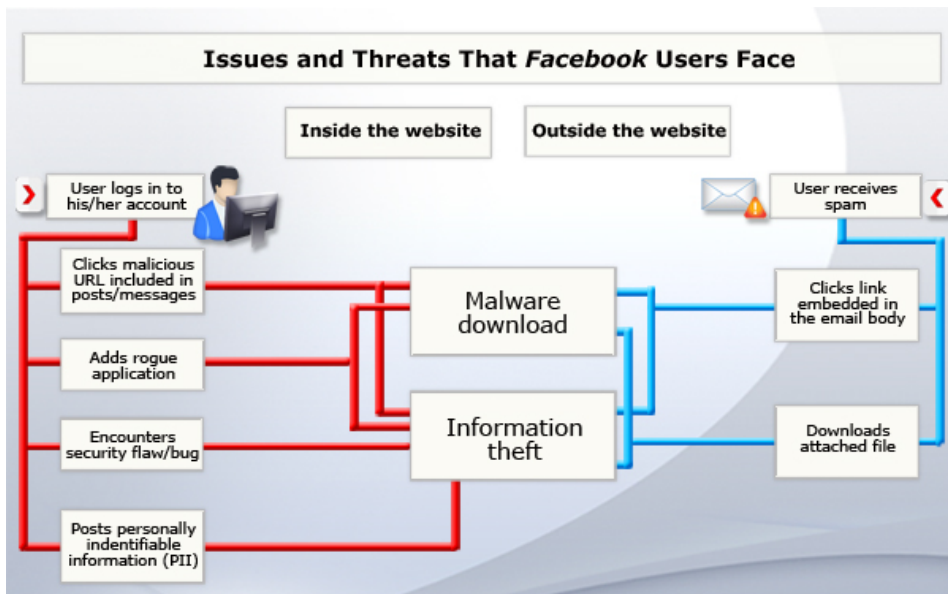 Issues and Threats That Facebook Users Face
Inside the website
Outside the website
User logs in to
his/her account
User receives
spam
Clicks malicious
URL included in
posts/messages
Adds rogue
application
Encounters
security flaw/bug
Posts personally
indentifiable
information (PII)
Malware
download
Information
theft
Clicks link
embedded in
the email body
Downloads
attached file